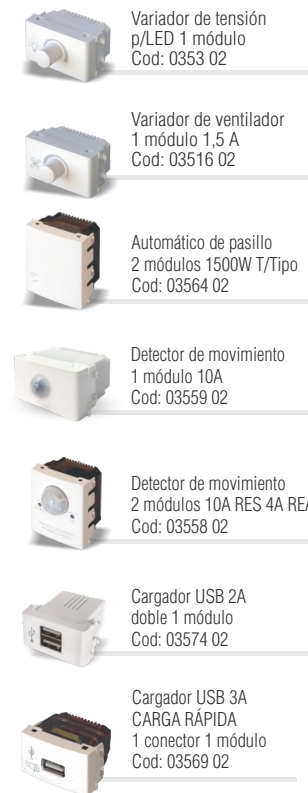 Variador de tensión
p/LED 1 módulo
Cod: 0353 02
Variador de ventilador
1 módulo 1,5 A
Cod: 03516 02
Automático de pasillo
2 módulos 1500W T/Tipo
Cod: 03564 02
Detector de movimiento
1 módulo 10A
Cod: 03559 02
Detector de movimiento
2 módulos 10A RES 4A REA
Cod: 03558 02
Cargador USB 2A
doble 1 módulo
Cod: 03574 02
Cargador USB 3A
CARGA RÁPIDA
1 conector 1 módulo
Cod: 03569 02